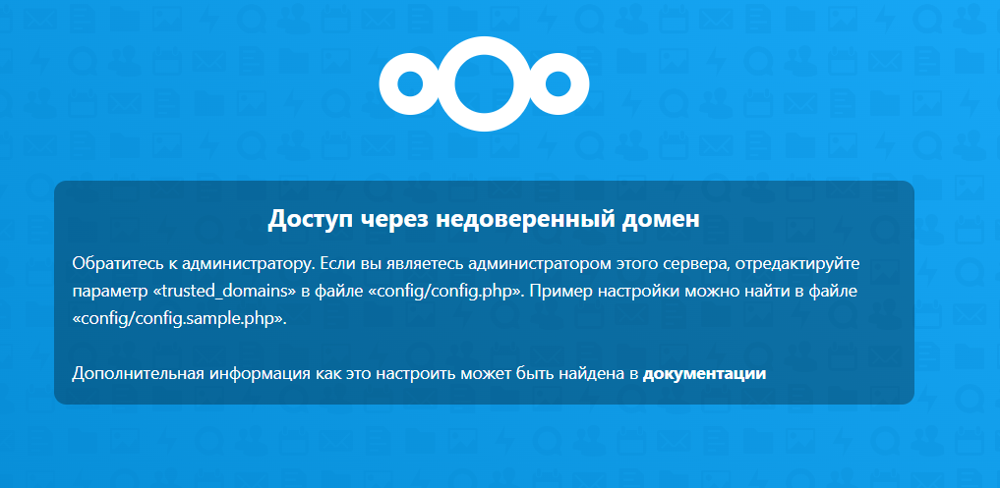 Доступ через недоверенный домен
Обратитесь к администратору. Если вы являетесь администратором этого сервера, отредактируйте
параметр «trusted_domains» в файле «config/config.php». Пример настройки можно найти в файле
«config/config.sample.php».
Дополнительная информация как это настроить может быть найдена в документации